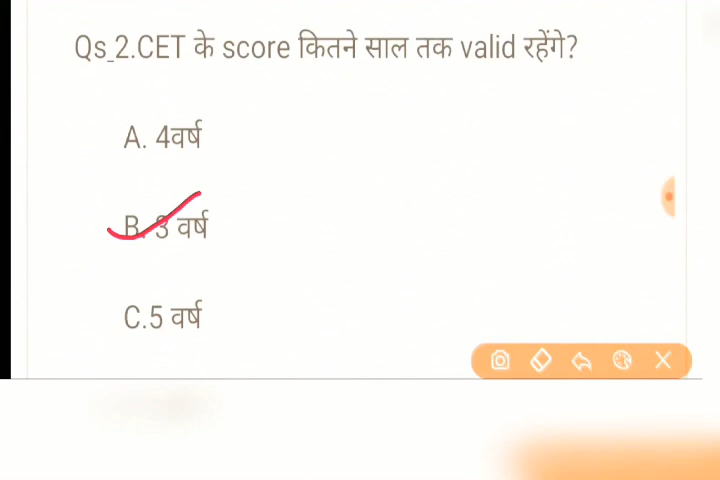 Qs_2.CET के score कितने साल तक valid रहेंगे?
A. 4वर्ष
B. 3 वर्ष
C.5 वर्ष